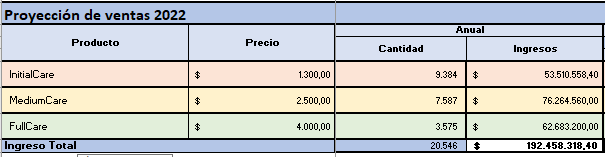 Proyección de ventas 2022
Producto Precio Anual
Cantidad Ingresos
InitialCare $ 1.300,00 9.384 $ 53.510.558,40
MediumCare $ 2.500,00 7.587 $ 76.264.560,00
FullCare $ 4.000,00 3.575 $ 62.683.200,00
Ingreso Total 20.546 $ 192.458.318,40